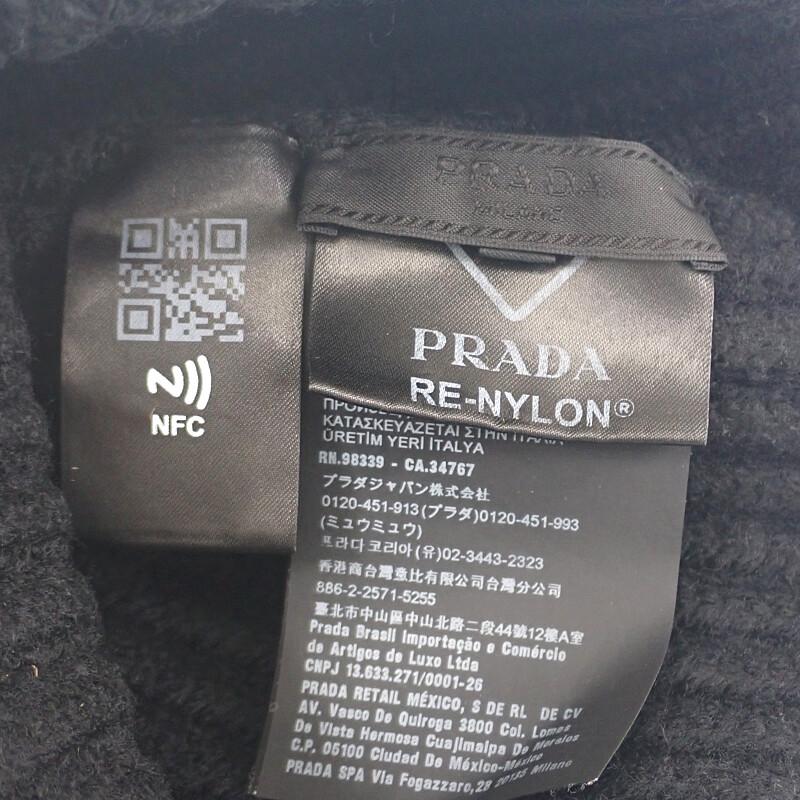 PRADA
MILANO
PRADA
RE-NYLON®
NFC
ΚΑΤΑΣΚΕΥΑΖΕΤΑΙ ΣΤΗΝ ΙΤΑΛΙΑ
ÜRETİM YERİ İTALYA
RN.98339 - CA.34767
プラダジャパン株式会社
0120-451-913(プラダ)0120-451-993
(ミュウミュウ)
프라다코리아(유)02-3443-2323
香港商台灣普比有限公司台灣分公司
886-2-2571-5255
臺北市中山區中山北路二段44號12樓A室
Prada Brasil Importação e Comércio
de Artigos de Luxo Ltda
CNPJ 13.633.271/0001-26
PRADA RETAIL MÉXICO, S DE RL DE CV
AV. Vasco De Quiroga 3800 Col. Lomas
De Vista Hermosa Cuajimalpa De Morelos
C.P. 05100 Ciudad De México-México
PRADA SPA Via Fogazzaro,28 20135 Milano